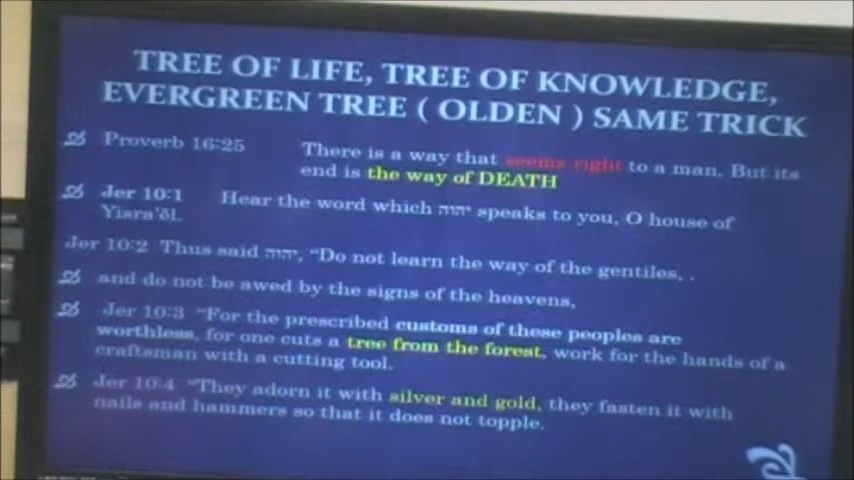 TREE OF LIFE, TREE OF KNOWLEDGE,
EVERGREEN TREE ( OLDEN ) SAME TRICK
Proverb 16:25 There is a way that seems right to a man, But its
end is the way of DEATH
Jer 10:1 Hear the word which יהוה speaks to you, O house of
Yisra'ĕl.
Jer 10:2 Thus said יהוה, "Do not learn the way of the gentiles, .
and do not be awed by the signs of the heavens,
Jer 10:3 "For the prescribed customs of these peoples are
worthless, for one cuts a tree from the forest, work for the hands of a
craftsman with a cutting tool.
Jer 10:4 "They adorn it with silver and gold, they fasten it with
nails and hammers so that it does not topple.